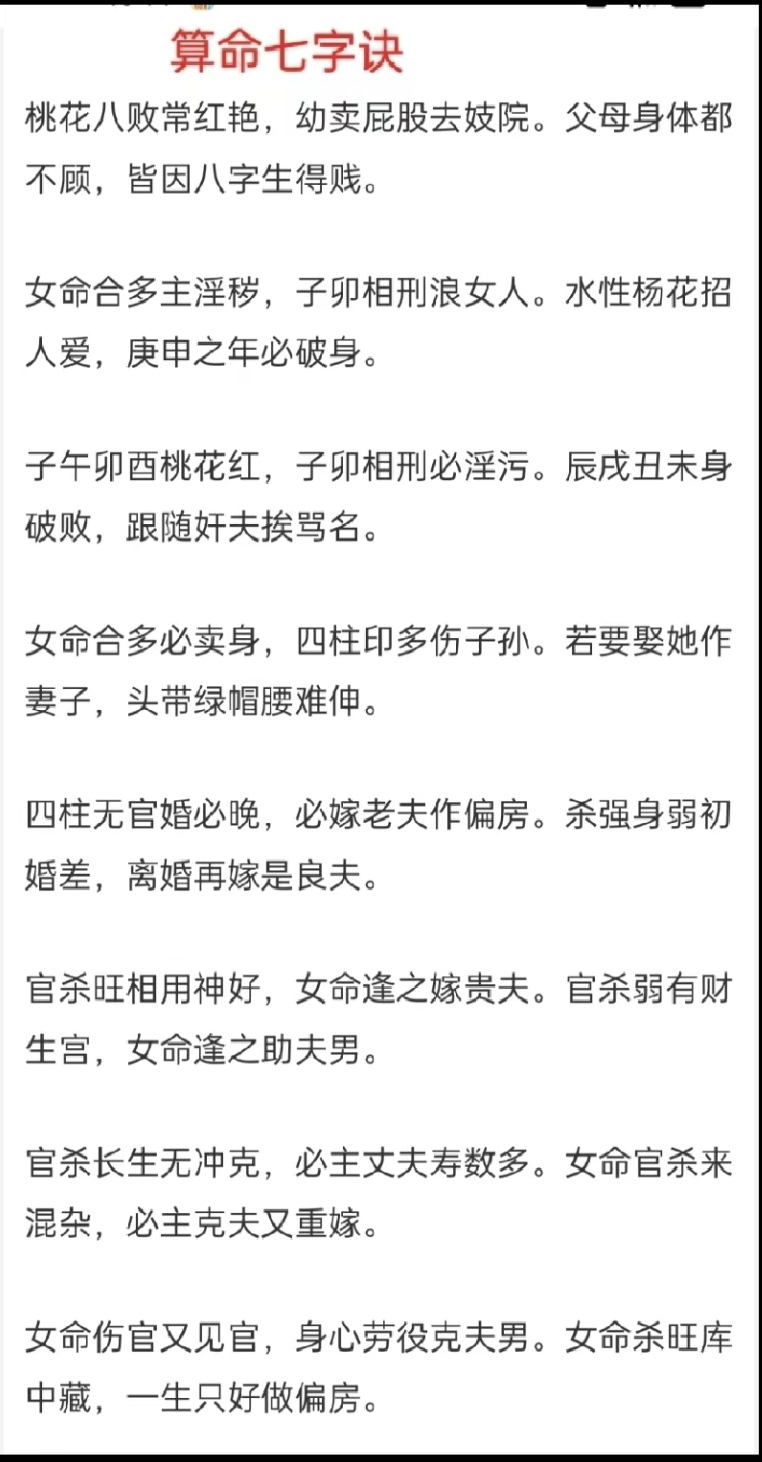 算命七字诀
桃花八败常红艳，幼卖屁股去妓院。父母身体都
不顾，皆因八字生得贱。
女命合多主淫秽，子卯相刑浪女人。水性杨花招
人爱，庚申之年必破身。
子午卯酉桃花红，子卯相刑必淫污。辰戌丑未身
破败，跟随奸夫挨骂名。
女命合多必卖身，四柱印多伤子孙。若要娶她作
妻子，头带绿帽腰难伸。
四柱无官婚必晚，必嫁老夫作偏房。杀强身弱初
婚差，离婚再嫁是良夫。
官杀旺相用神好，女命逢之嫁贵夫。官杀弱有财
生宫，女命逢之助夫男。
官杀长生无冲克，必主丈夫寿数多。女命官杀来
混杂，必主克夫又重嫁。
女命伤官又见官，身心劳役克夫男。女命杀旺库
中藏，一生只好做偏房。